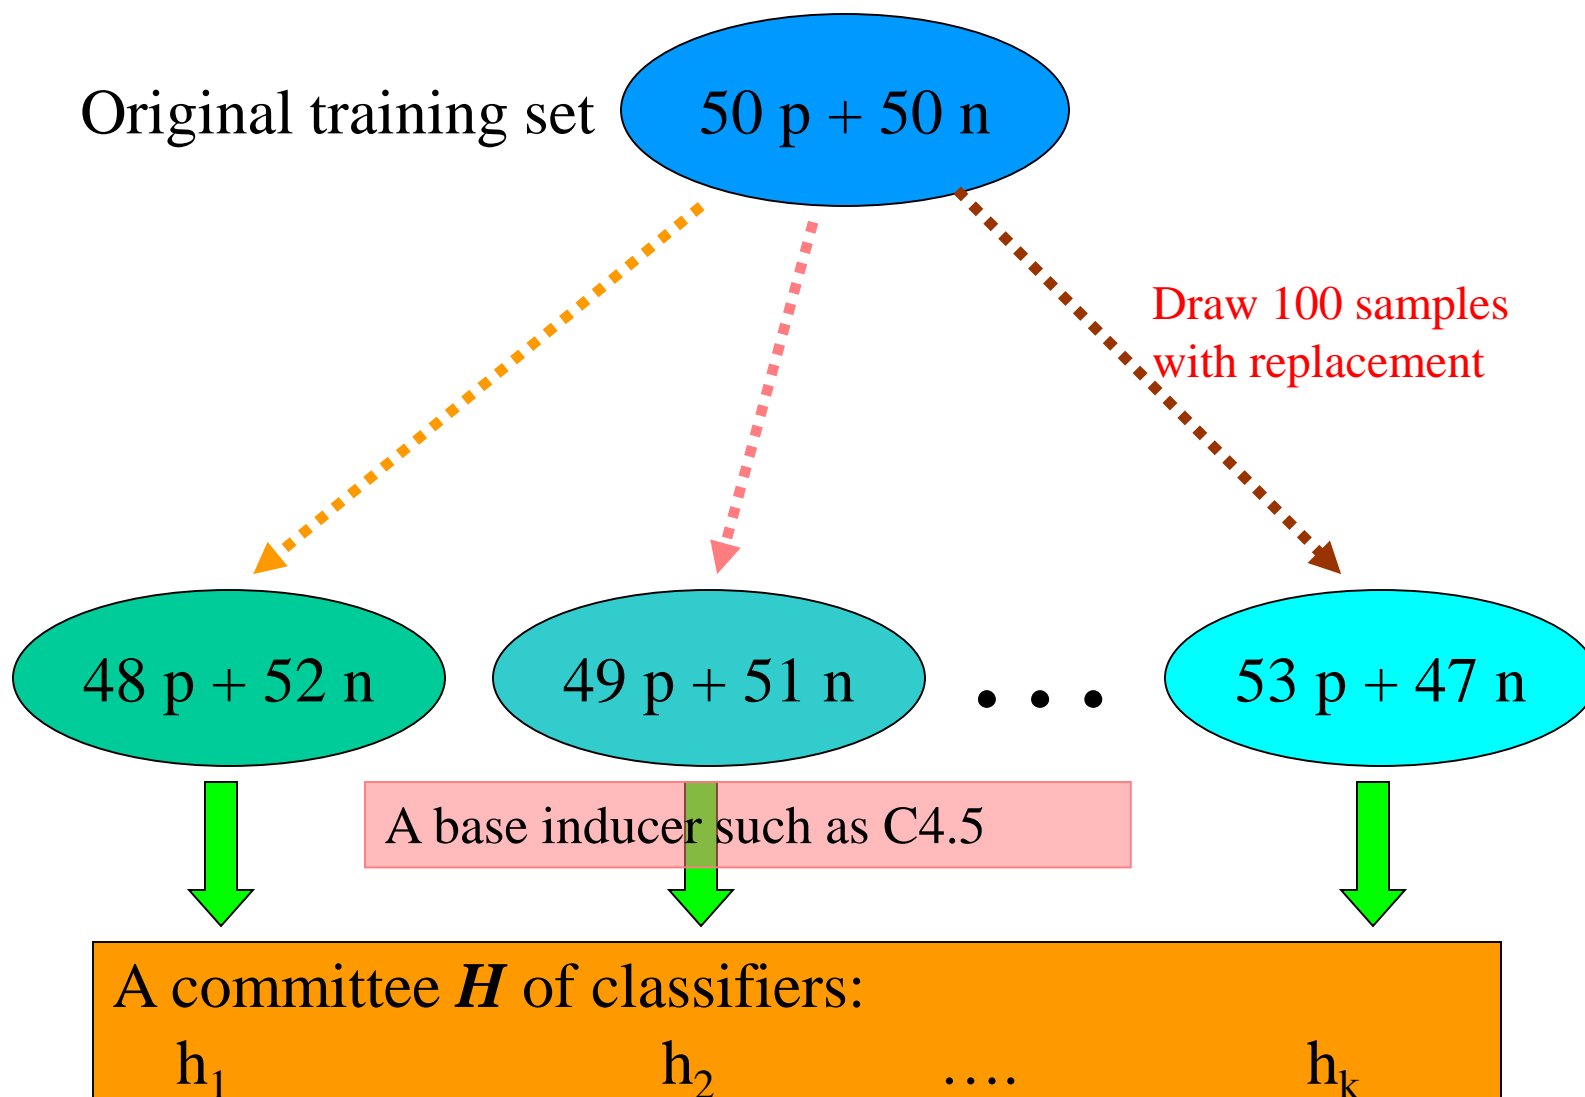 Original training set
50 p + 50 n
Draw 100 samples
with replacement
48 p + 52 n
49 p + 51 n
• • •
53 p + 47 n
A base inducer such as C4.5
A committee H of classifiers:
h1 h2 …. hk